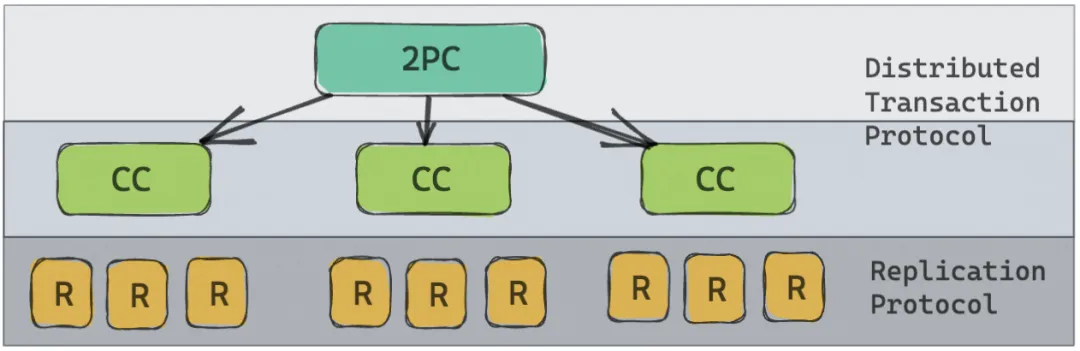 2PC
Distributed
Transaction
Protocol
CC
CC
CC
R
R
R
R
R
R
R
R
R
Replication
Protocol